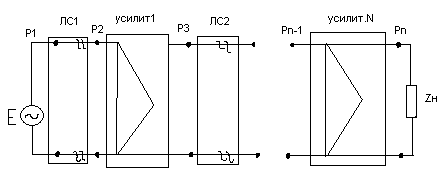 ЛС1 усилит1 ЛС2 усилит.N
P1 P2 P3 Pn-1 Pn
E Zн